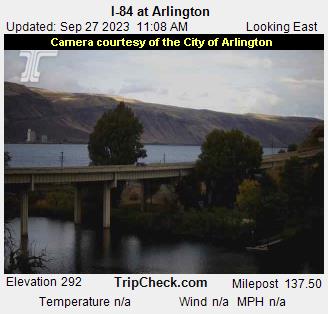 I-84 at Arlington
Updated: Sep 27 2023 11:08 AM Looking East
Camera courtesy of the City of Arlington
Elevation 292 TripCheck.com Milepost 137.50
Temperature n/a Wind n/a MPH n/a